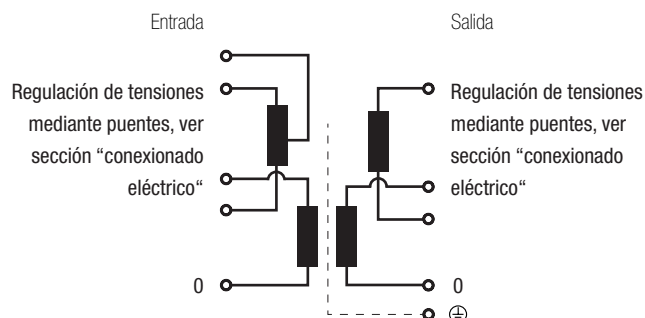 Entrada
Salida
Regulación de tensiones
mediante puentes, ver
sección “conexionado
eléctrico“
Regulación de tensiones
mediante puentes, ver
sección “conexionado
eléctrico“
0
0